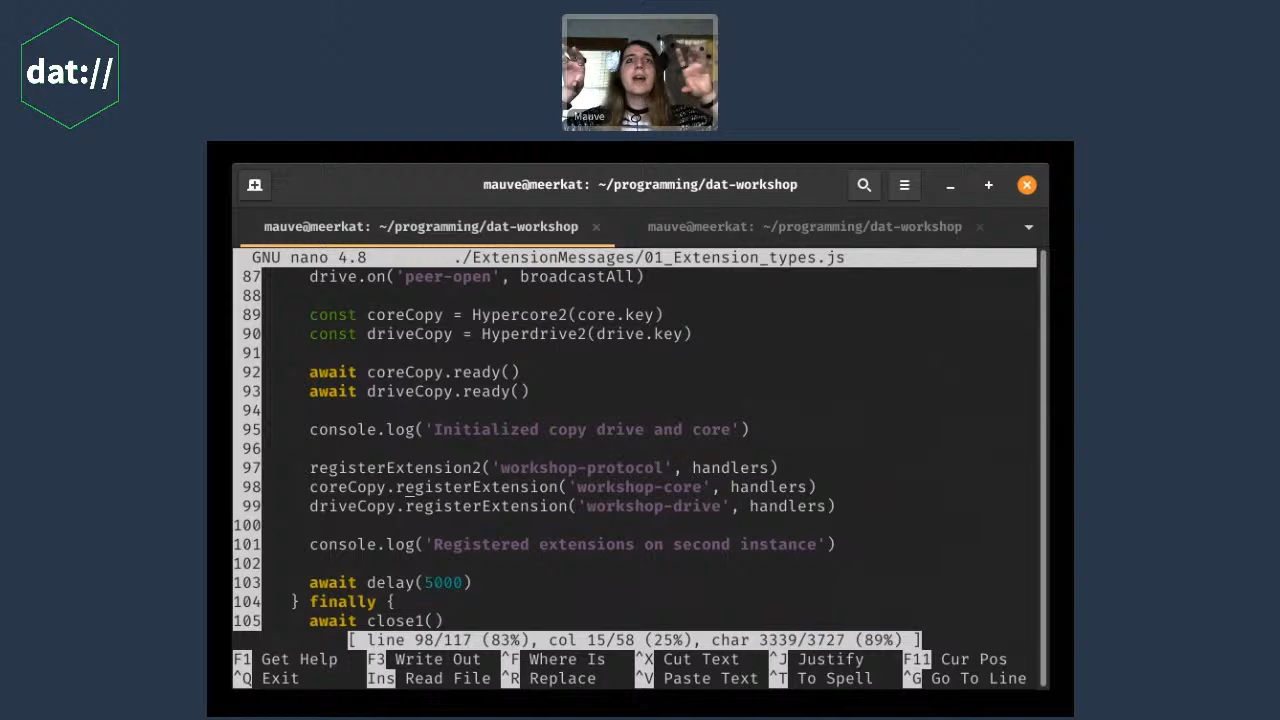 dat://
Mauve
mauve@meerkat: ~/programming/dat-workshop
mauve@meerkat: ~/programming/dat-workshop × mauve@meerkat: ~/programming/dat-workshop ×
GNU nano 4.8 ./ExtensionMessages/01_Extension_types.js
87 drive.on('peer-open', broadcastAll)
88
89 const coreCopy = Hypercore2(core.key)
90 const driveCopy = Hyperdrive2(drive.key)
91
92 await coreCopy.ready()
93 await driveCopy.ready()
94
95 console.log('Initialized copy drive and core')
96
97 registerExtension2('workshop-protocol', handlers)
98 coreCopy.registerExtension('workshop-core', handlers)
99 driveCopy.registerExtension('workshop-drive', handlers)
100
101 console.log('Registered extensions on second instance')
102
103 await delay(5000)
104 } finally {
105 await close1()
[ line 98/117 (83%), col 15/58 (25%), char 3339/3727 (89%) ]
F1 Get Help F3 Write Out ^F Where Is ^X Cut Text ^J Justify F11 Cur Pos
^Q Exit Ins Read File ^R Replace ^V Paste Text ^T To Spell ^G Go To Line